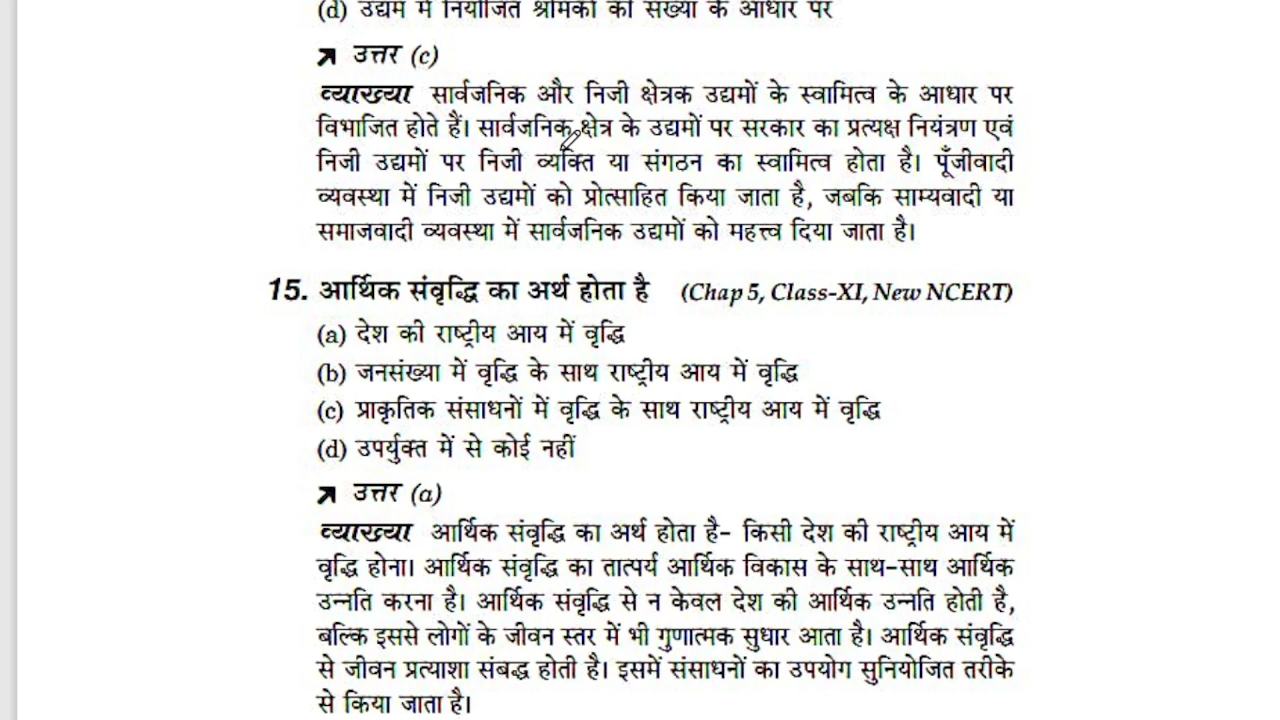 (d) उद्यम में नियोजित श्रमिकों की संख्या के आधार पर
उत्तर (c)
व्याख्या सार्वजनिक और निजी क्षेत्रक उद्यमों के स्वामित्व के आधार पर
विभाजित होते हैं। सार्वजनिक क्षेत्र के उद्यमों पर सरकार का प्रत्यक्ष नियंत्रण एवं
निजी उद्यमों पर निजी व्यक्ति या संगठन का स्वामित्व होता है। पूँजीवादी
व्यवस्था में निजी उद्यमों को प्रोत्साहित किया जाता है, जबकि साम्यवादी या
समाजवादी व्यवस्था में सार्वजनिक उद्यमों को महत्त्व दिया जाता है।
15. आर्थिक संवृद्धि का अर्थ होता है (Chap 5, Class-XI, New NCERT)
(a) देश की राष्ट्रीय आय में वृद्धि
(b) जनसंख्या में वृद्धि के साथ राष्ट्रीय आय में वृद्धि
(c) प्राकृतिक संसाधनों में वृद्धि के साथ राष्ट्रीय आय में वृद्धि
(d) उपर्युक्त में से कोई नहीं
उत्तर (a)
व्याख्या आर्थिक संवृद्धि का अर्थ होता है- किसी देश की राष्ट्रीय आय में
वृद्धि होना। आर्थिक संवृद्धि का तात्पर्य आर्थिक विकास के साथ-साथ आर्थिक
उन्नति करना है। आर्थिक संवृद्धि से न केवल देश की आर्थिक उन्नति होती है,
बल्कि इससे लोगों के जीवन स्तर में भी गुणात्मक सुधार आता है। आर्थिक संवृद्धि
से जीवन प्रत्याशा संबद्ध होती है। इसमें संसाधनों का उपयोग सुनियोजित तरीके
से किया जाता है।